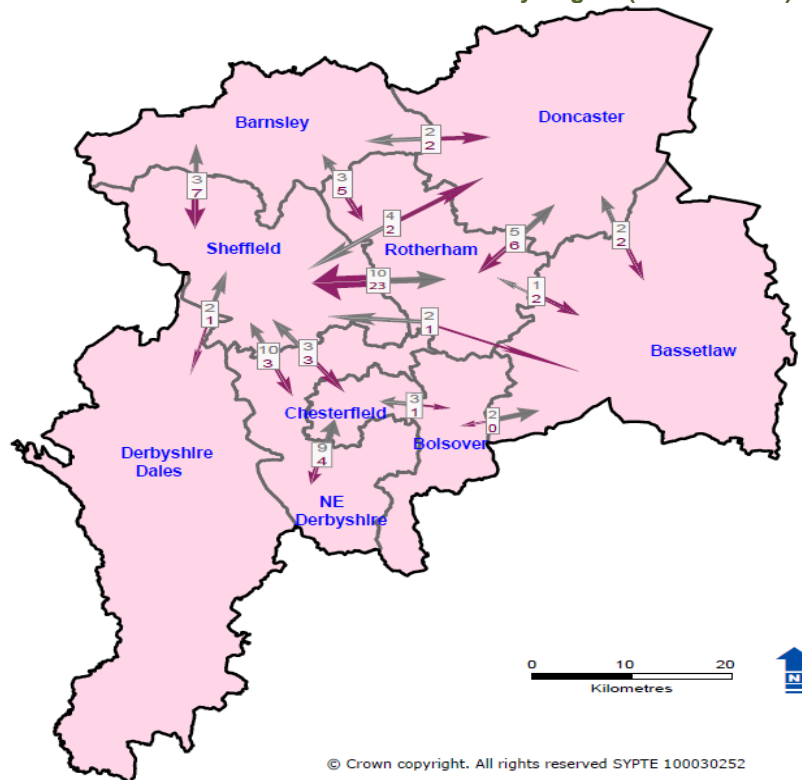 Barnsley
Doncaster
2
2
3
7
3
5
4
2
Sheffield
Rotherham
5
6
2
2
10
23
1
2
2
1
2
1
10
3
3
3
Bassetlaw
Chesterfield
3
1
2
0
Bolsover
Derbyshire
Dales
9
4
NE
Derbyshire
0 10 20
Kilometres
N
© Crown copyright. All rights reserved SYPTE 100030252